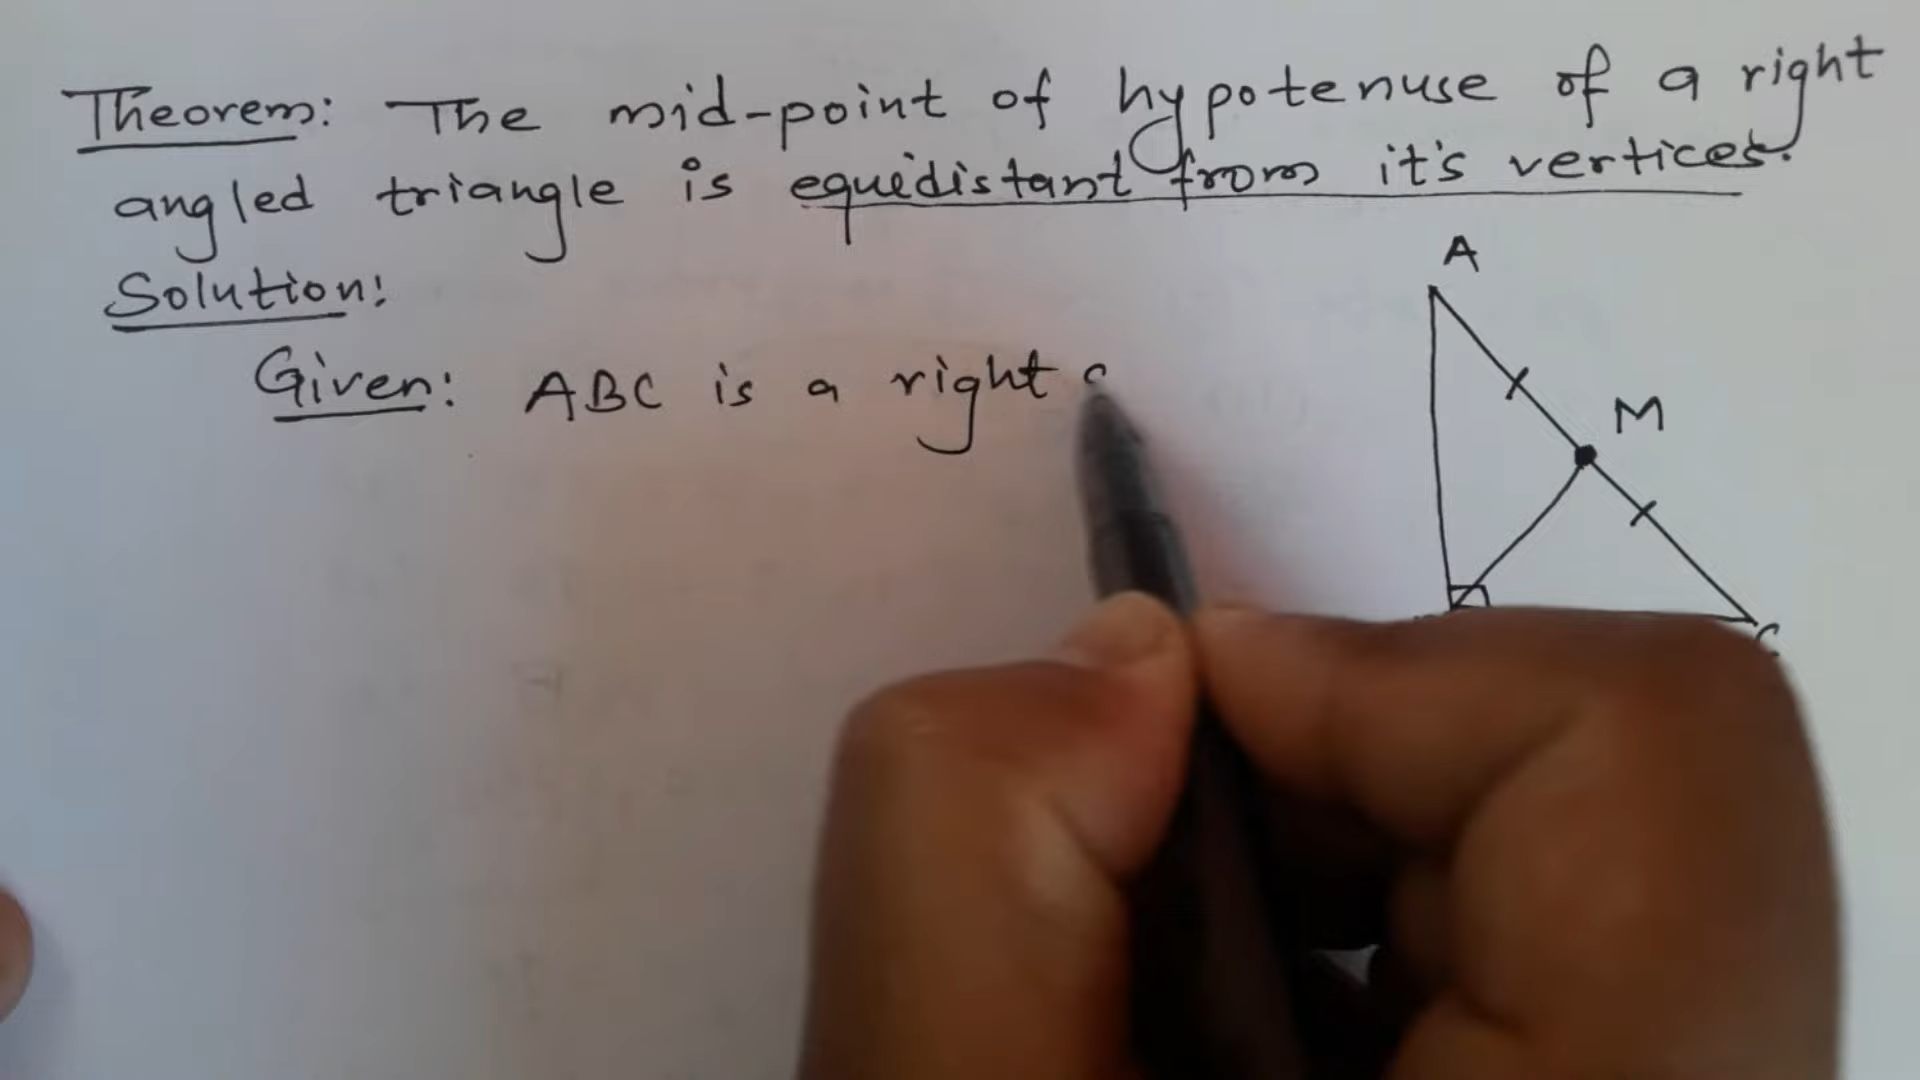 Theorem: The mid-point of hypotenuse of a right
angled triangle is equidistant from it's vertices.
Solution:
Given: ABC is a right
A
M
C